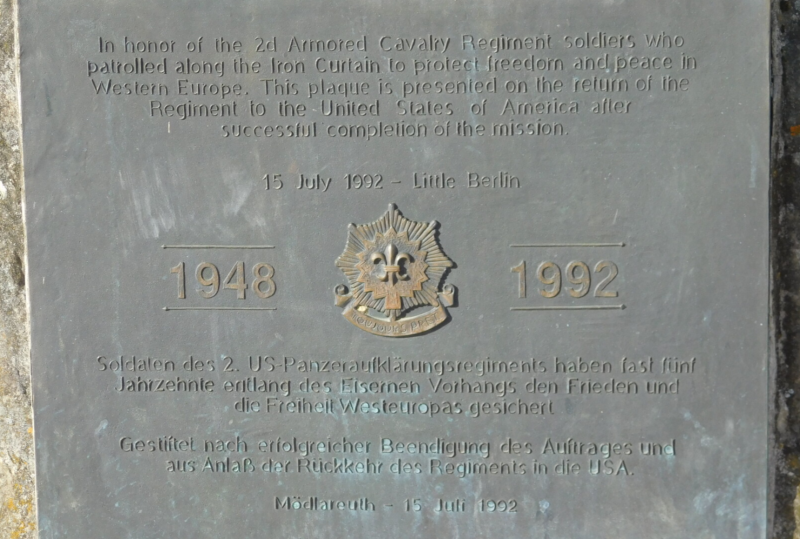 In honor of the 2d Armored Cavalry Regiment soldiers who
patrolled along the Iron Curtain to protect freedom and peace in
Western Europe. This plaque is presented on the return of the
Regiment to the United States of America after
successful completion of the mission.
15 July 1992 - Little Berlin
1948
1992
Soldaten des 2. US-Panzeraufklärungsregiments haben fast fünf
Jahrzehnte entlang des Eisernen Vorhangs den Frieden und
die Freiheit Westeuropas gesichert
Gestiftet nach erfolgreicher Beendigung des Auftrages und
aus Anlaß der Rückkehr des Regiments in die USA.
Mödlareuth - 15 Juli 1992